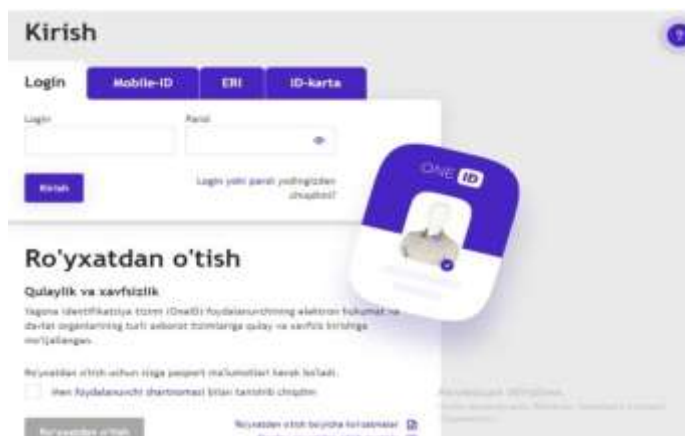 Kirish
?
Login Mobile-ID ERI ID-karta
Login Parol
Kirish
Login yoki parol yodingizdan
chiqdimi?
ONE ID
Ro'yxatdan o'tish
Qulaylik va xavfsizlik
Yagona identifikatsiya tizimi (OneID) foydalanuvchining elektron hukumat va
davlat organlarining turli axborot tizimlariga qulay va xavfsiz kirishiga
mo'ljallangan.
Ro'yxatdan o'tish uchun sizga pasport ma'lumotlari kerak bo'ladi.
Men foydalanuvchi shartnomasi bilan tanishib chiqdim
Ro'yxatdan o'tish
Ro'yxatdan o'tish bo'yicha ko'rsatmalar